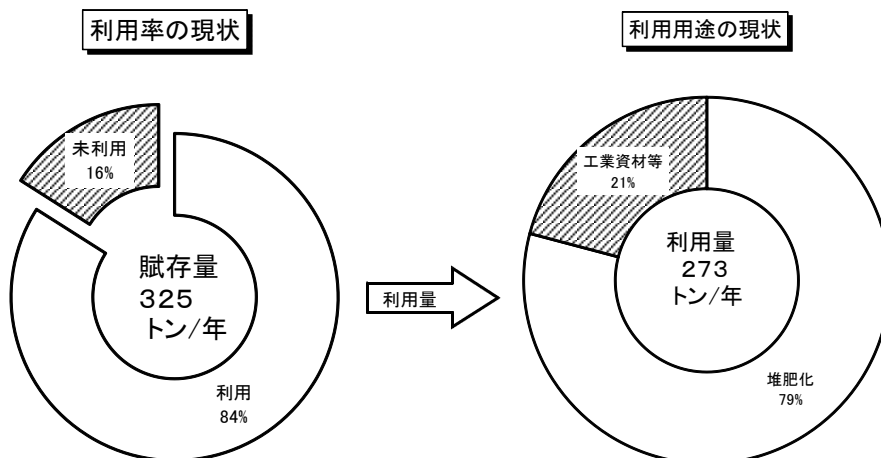 利用率の現状
未利用
16%
賦存量
325
トン/年
利用
84%
利用量
利用用途の現状
工業資材等
21%
利用量
273
トン/年
堆肥化
79%